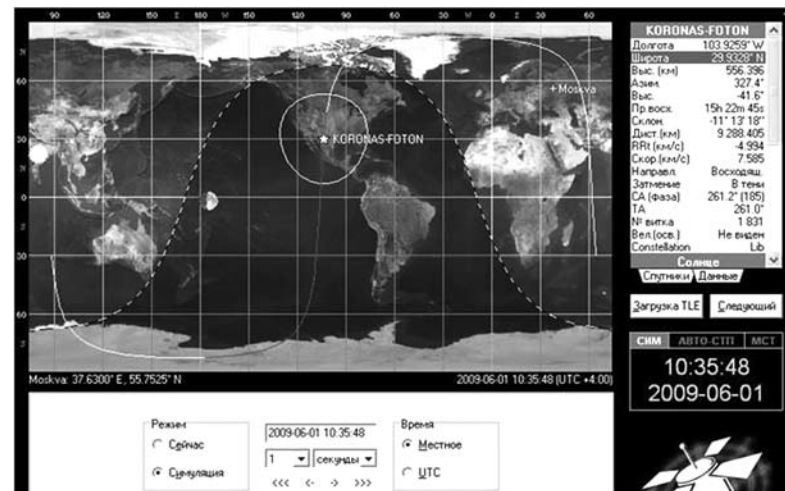 90 120 150 E 180 W 150 120 90 60 30 W 0 E 30 60
N
60
30
0
30
60
S
+Moskva
KORONAS-FOTON
Moskva: 37.6300° E, 55.7525° N
2009-06-01 10:35:48 (UTC +4:00)
KORONAS-FOTON
Долгота 103.9259° W
Широта 29.9328° N
Выс. (км) 556.396
Азим. 327.4°
Выс. -41.6°
Пр.восх. 15h 22m 45s
Склон. -11° 13' 18"
Дист.(км) 9 288.405
RRt (км/с) -4.994
Скор.(км/с) 7.585
Направл. Восходящ.
Затмение В тени
СА (фаза) 261.2° (185)
ТА 261.0°
№ витка 1 831
Вел.(осв.) Не виден
Constellation Lib
Солнце
Спутники Данные
Загрузка TLE Следующий
СИМ АВТО-СТП МСТ
10:35:48
2009-06-01
Режим
Сейчас
Симуляция
2009-06-01 10:35:48
1 секунды
<<< <- -> >>>
Время
Местное
UTC